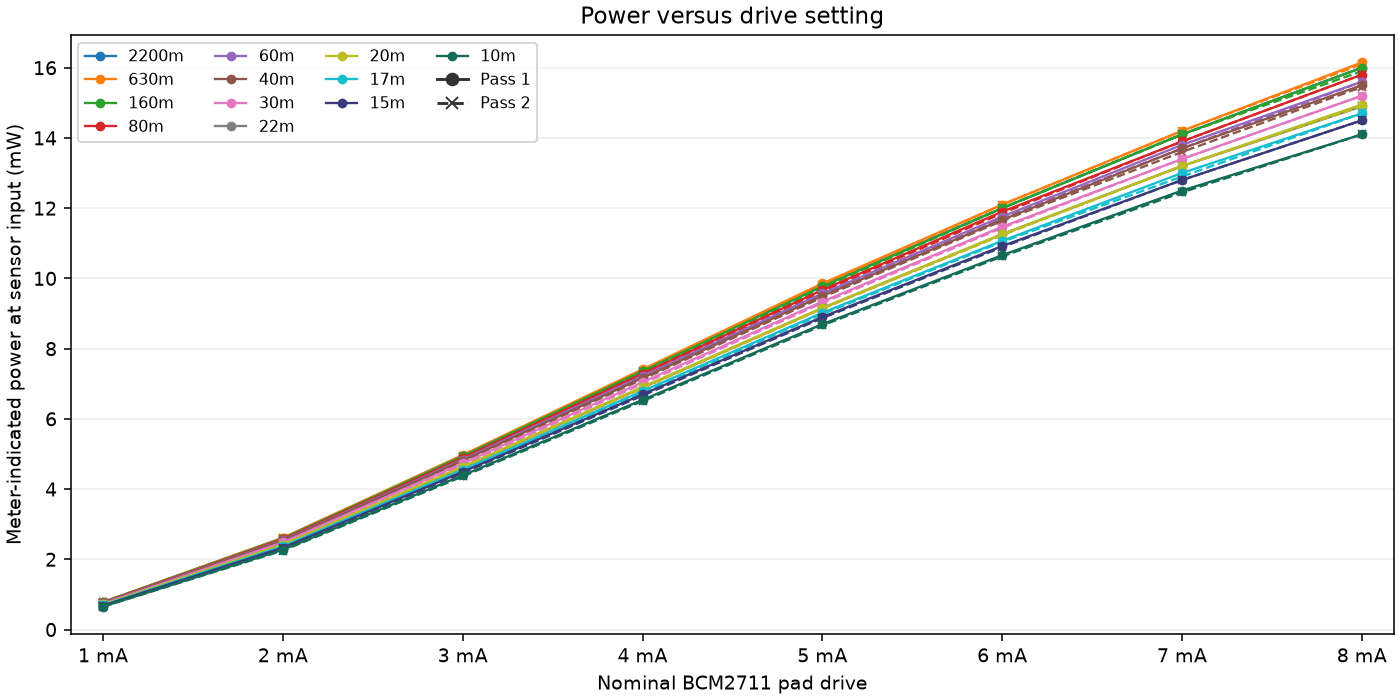 Power versus drive setting
2200m 60m 20m 10m
630m 40m 17m Pass 1
160m 30m 15m Pass 2
80m 22m
Meter-indicated power at sensor input (mW)
16
14
12
10
8
6
4
2
0
1 mA 2 mA 3 mA 4 mA 5 mA 6 mA 7 mA 8 mA
Nominal BCM2711 pad drive